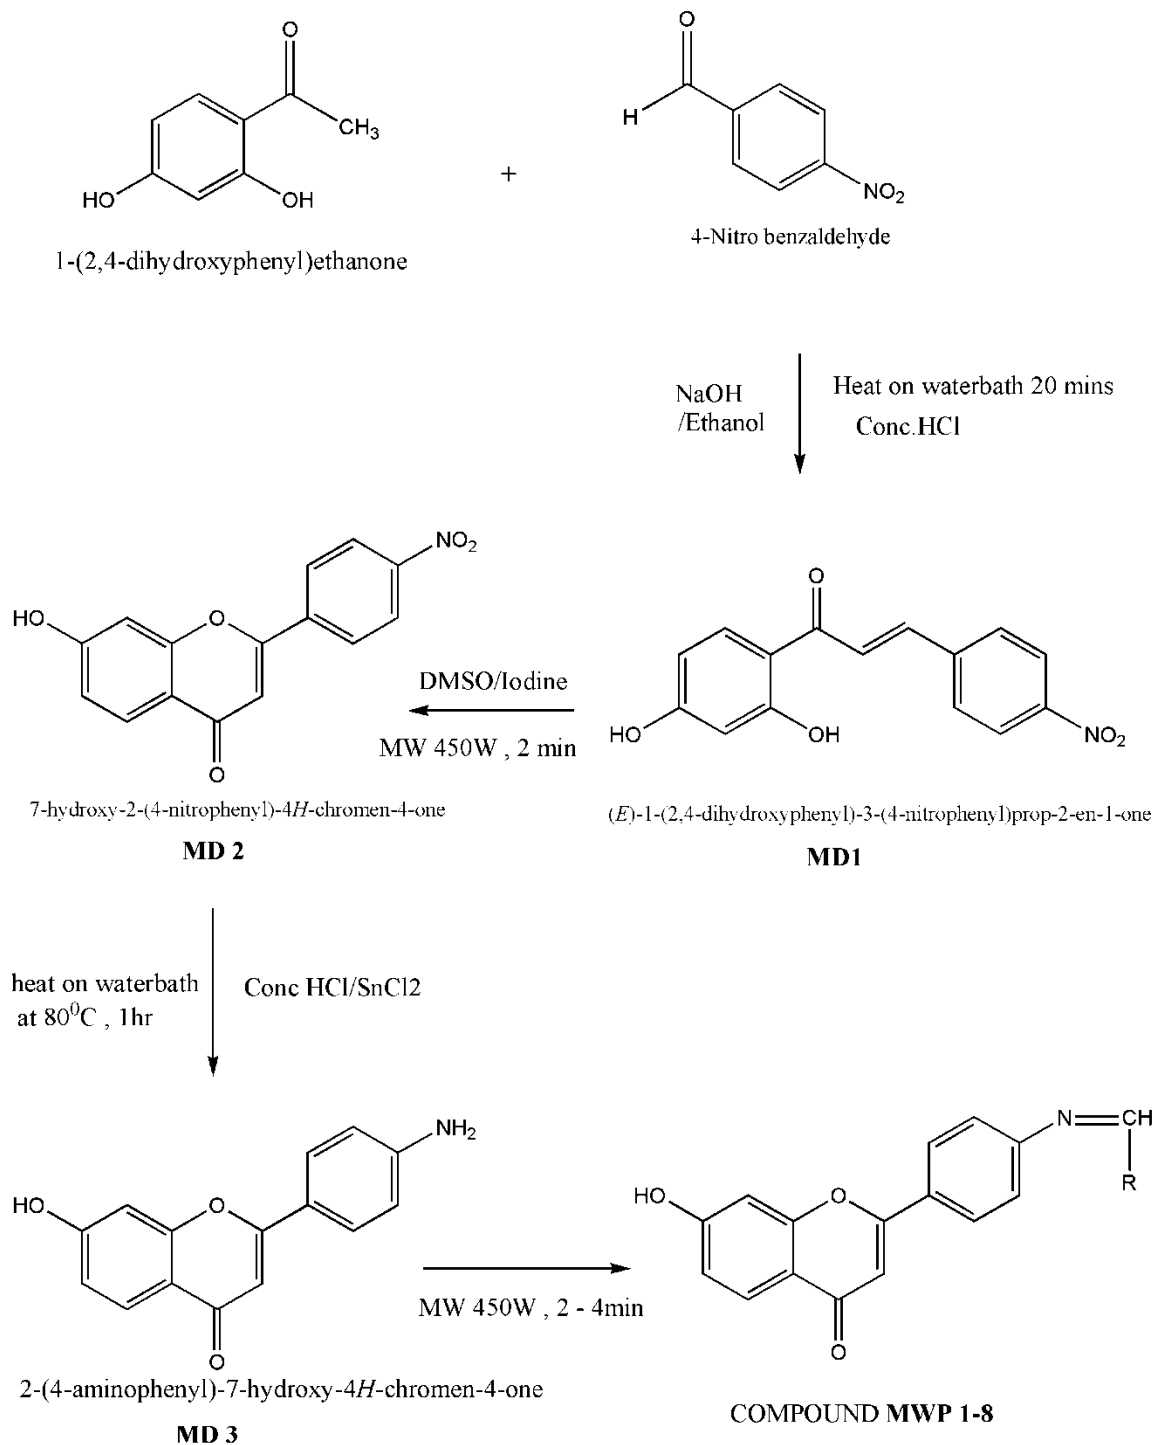 O
CH3
HO
OH
1-(2,4-dihydroxyphenyl)ethanone
+
O
H
NO2
4-Nitro benzaldehyde
NaOH
/Ethanol
Heat on waterbath 20 mins
Conc.HCl
O
HO
OH
NO2
(E)-1-(2,4-dihydroxyphenyl)-3-(4-nitrophenyl)prop-2-en-1-one
MD1
DMSO/Iodine
MW 450W , 2 min
NO2
HO
O
O
7-hydroxy-2-(4-nitrophenyl)-4H-chromen-4-one
MD 2
heat on waterbath
at 80⁰C , 1hr
Conc HCl/SnCl2
NH2
HO
O
O
2-(4-aminophenyl)-7-hydroxy-4H-chromen-4-one
MD 3
MW 450W , 2 - 4min
N
CH
R
HO
O
O
COMPOUND MWP 1-8